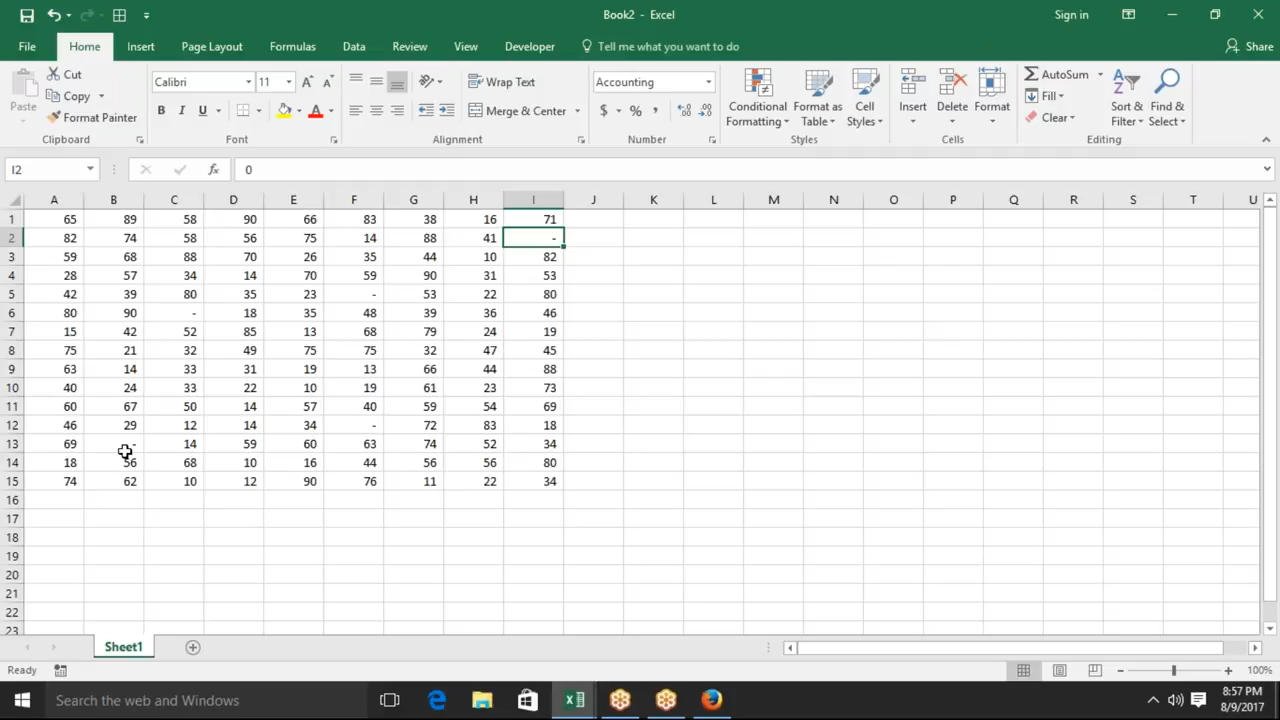 Book2 - Excel
Sign in
File Home Insert Page Layout Formulas Data Review View Developer Tell me what you want to do Share
Paste
Cut
Copy
Format Painter
Clipboard
Calibri 11
B I U A
Font
Wrap Text
Merge & Center
Alignment
Accounting
$ % ,
Number
Conditional Formatting
Format as Table
Cell Styles
Styles
Insert Delete Format
Cells
AutoSum
Fill
Clear
Sort & Filter
Find & Select
Editing
I2 fx 0
A B C D E F G H I J K L M N O P Q R S T U
1 65 89 58 90 66 83 38 16 71
2 82 74 58 56 75 14 88 41 -
3 59 68 88 70 26 35 44 10 82
4 28 57 34 14 70 59 90 31 53
5 42 39 80 35 23 - 53 22 80
6 80 90 - 18 35 48 39 36 46
7 15 42 52 85 13 68 79 24 19
8 75 21 32 49 75 75 32 47 45
9 63 14 33 31 19 13 66 44 88
10 40 24 33 22 10 19 61 23 73
11 60 67 50 14 57 40 59 54 69
12 46 29 12 14 34 - 72 83 18
13 69 - 14 59 60 63 74 52 34
14 18 56 68 10 16 44 56 56 80
15 74 62 10 12 90 76 11 22 34
16
17
18
19
20
21
22
23
Sheet1
Ready 100%
Search the web and Windows
8:57 PM
8/9/2017